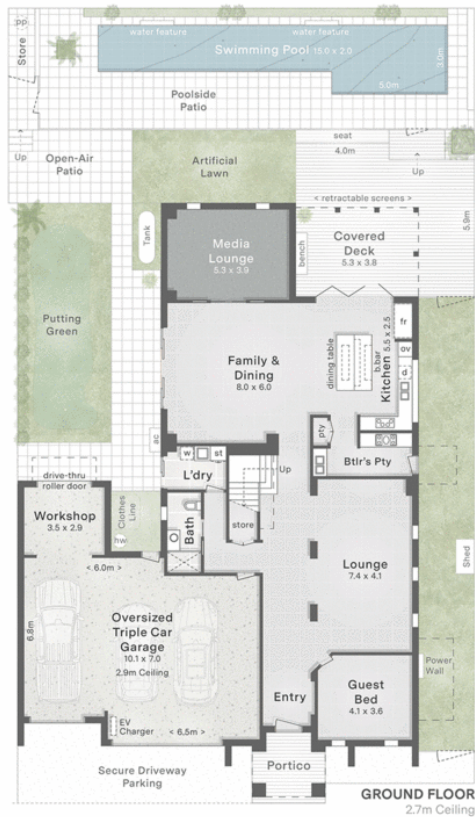 pp
Store
water feature
water feature
Swimming Pool 15.0 x 2.0
3.0m
5.0m
Poolside
Patio
Up
Open-Air
Patio
Artificial
Lawn
seat
4.0m
Up
< retractable screens >
5.9m
Tank
Media
Lounge
5.3 x 3.9
bench
Covered
Deck
5.3 x 3.8
Putting
Green
Family &
Dining
8.0 x 6.0
dining table
b.bar
Kitchen
5.5 x 2.5
fr
ov
d
ac
w
st
L'dry
Up
pty
Btlr's Pty
drive-thru
roller door
Workshop
3.5 x 2.9
Clothes
Line
hw
Bath
store
Lounge
7.4 x 4.1
Shed
< 6.0m >
6.8m
Oversized
Triple Car
Garage
10.1 x 7.0
2.9m Ceiling
Power
Wall
Guest
Bed
4.1 x 3.6
Entry
EV
Charger
< 6.5m >
Portico
Secure Driveway
Parking
GROUND FLOOR
2.7m Ceiling